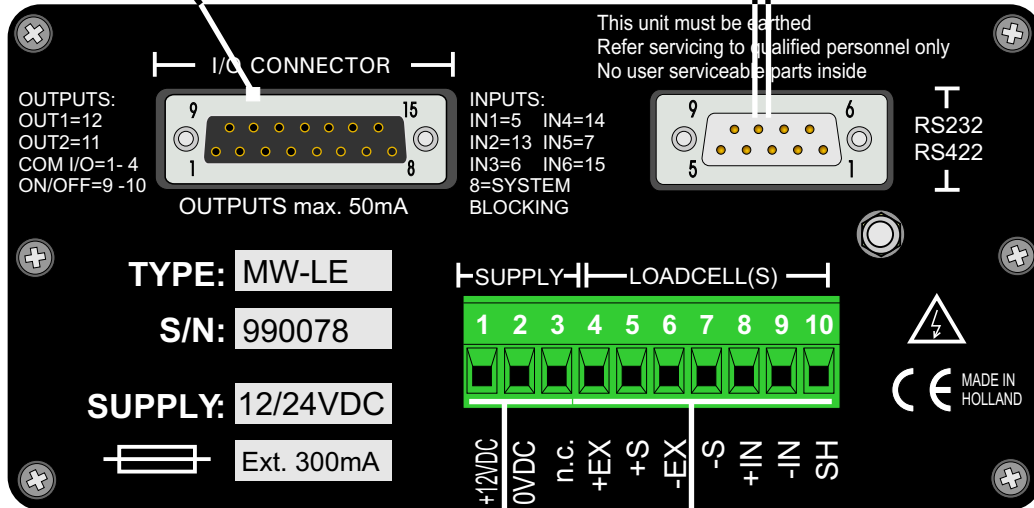 This unit must be earthed
Refer servicing to qualified personnel only
No user serviceable parts inside
I/O CONNECTOR
OUTPUTS:
OUT1=12
OUT2=11
COM I/O=1- 4
ON/OFF=9 -10
9 15
1 8
OUTPUTS max. 50mA
INPUTS:
IN1=5 IN4=14
IN2=13 IN5=7
IN3=6 IN6=15
8=SYSTEM
BLOCKING
9 6
5 1
RS232
RS422
TYPE: MW-LE
S/N: 990078
SUPPLY: 12/24VDC
Ext. 300mA
SUPPLY LOADCELL(S)
1 2 3 4 5 6 7 8 9 10
+12VDC
0VDC
n.c.
+EX
+S
-EX
-S
+IN
-IN
SH
CE MADE IN
HOLLAND